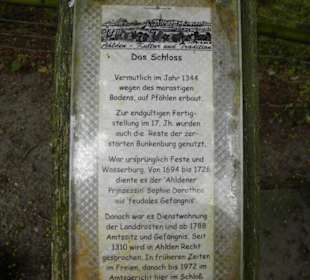 Ahlden - Kultur und Tradition
Das Schloss
Vermutlich im Jahr 1344
wegen des morastigen
Bodens, auf Pfählen erbaut.
Zur endgültigen Fertig-
stellung im 17. Jh. wurden
auch die Reste der zer-
störten Bunkenburg genutzt.
War ursprünglich Feste und
Wasserburg. Von 1694 bis 1726
diente es der "Ahldener
Prinzessin" Sophie Dorothea
als "feudales Gefängnis".
Danach war es Dienstwohnung
der Landdrosten und ab 1788
Amtssitz und Gefängnis. Seit
1310 wird in Ahlden Recht
gesprochen. In früheren Zeiten
im Freien, danach bis 1972 im
Amtsgericht hier im Schloß.